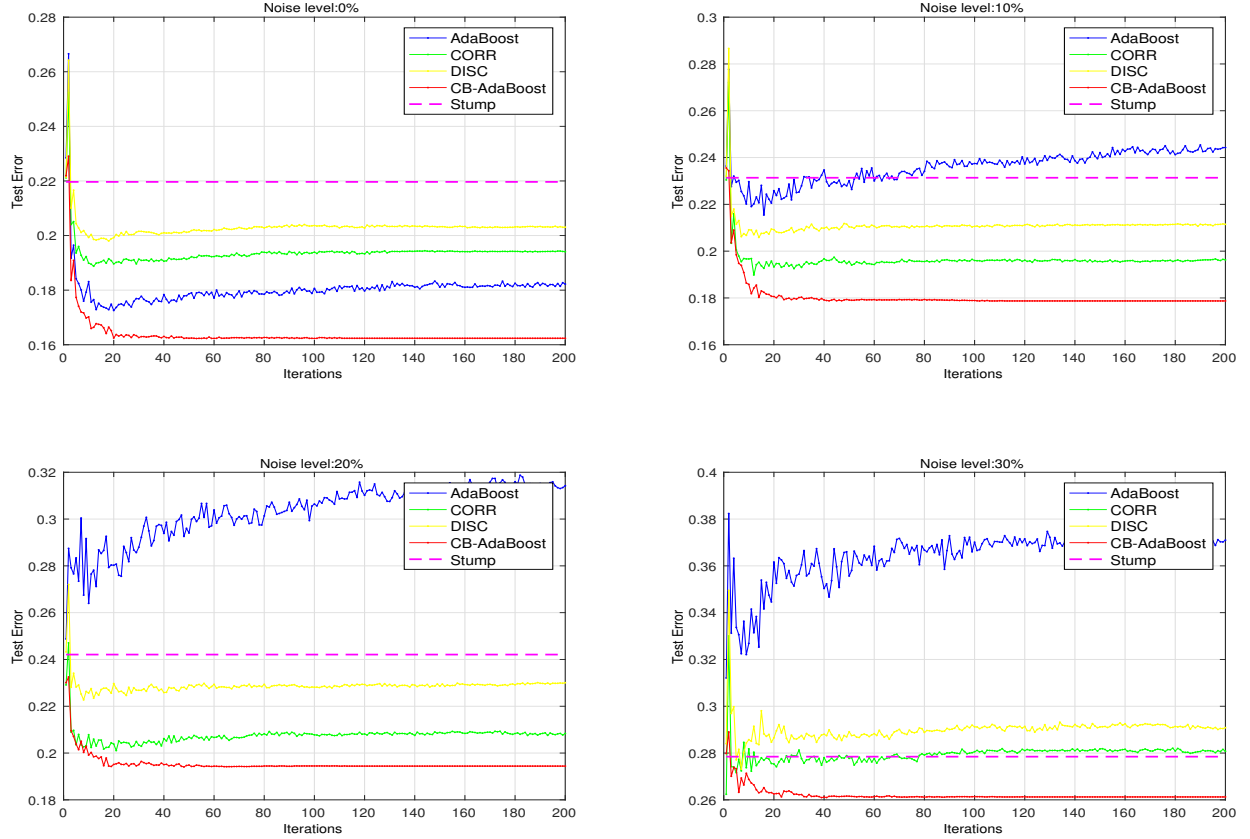 Noise level:0%
0.28
0.26
0.24
0.22
0.2
0.18
0.16
Test Error
AdaBoost
CORR
DISC
CB-AdaBoost
Stump
0 20 40 60 80 100 120 140 160 180 200
Iterations
Noise level:10%
0.3
0.28
0.26
0.24
0.22
0.2
0.18
0.16
Test Error
AdaBoost
CORR
DISC
CB-AdaBoost
Stump
0 20 40 60 80 100 120 140 160 180 200
Iterations
Noise level:20%
0.32
0.3
0.28
0.26
0.24
0.22
0.2
0.18
Test Error
AdaBoost
CORR
DISC
CB-AdaBoost
Stump
0 20 40 60 80 100 120 140 160 180 200
Iterations
Noise level:30%
0.4
0.38
0.36
0.34
0.32
0.3
0.28
0.26
Test Error
AdaBoost
CORR
DISC
CB-AdaBoost
Stump
0 20 40 60 80 100 120 140 160 180 200
Iterations